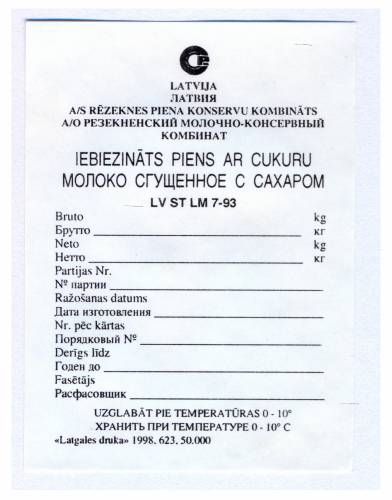 LATVIJA
ЛАТВИЯ
A/S RĒZEKNES PIENA KONSERVU KOMBINĀTS
А/О РЕЗЕКНЕНСКИЙ МОЛОЧНО-КОНСЕРВНЫЙ
КОМБИНАТ
IEBIEZINĀTS PIENS AR CUKURU
МОЛОКО СГУЩЕННОЕ С САХАРОМ
LV ST LM 7-93
Bruto kg
Брутто кг
Neto kg
Нетто кг
Partijas Nr.
№ партии
Ražošanas datums
Дата изготовления
Nr. pēc kārtas
Порядковый №
Derīgs līdz
Годен до
Fasētājs
Расфасовщик
UZGLABĀT PIE TEMPERATŪRAS 0 - 10°
ХРАНИТЬ ПРИ ТЕМПЕРАТУРЕ 0 - 10° С
«Latgales druka» 1998. 623. 50.000